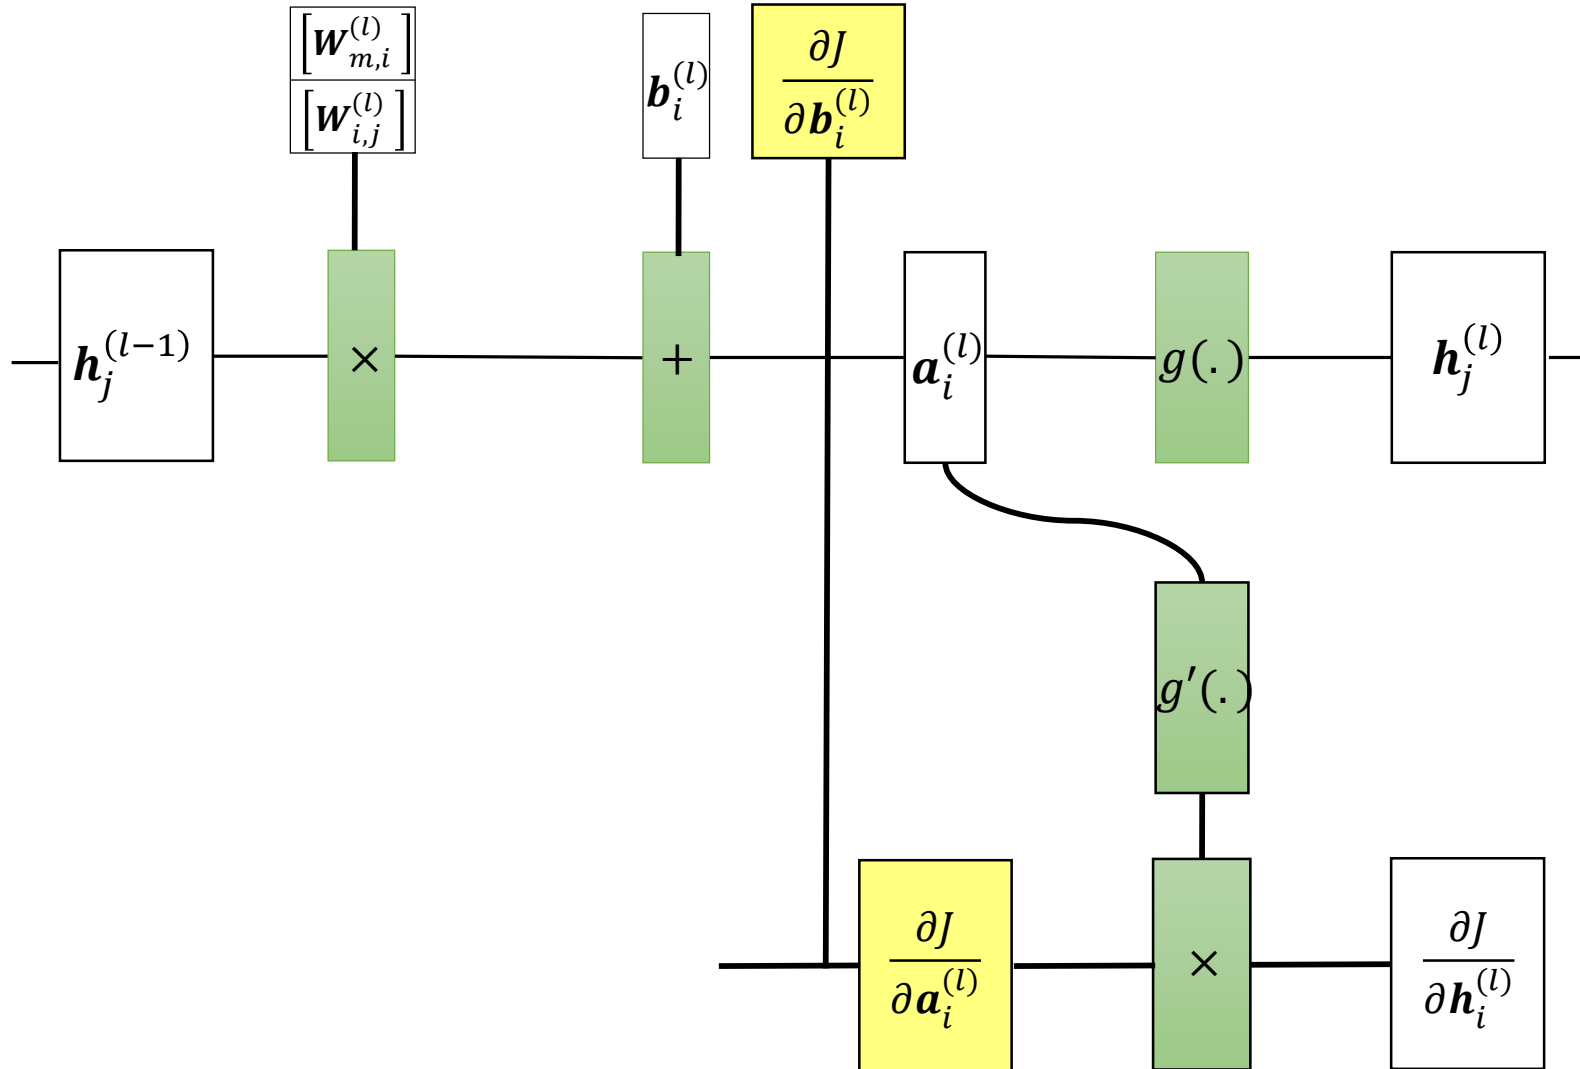 [𝑾_{m,i}^{(l)}]
[𝑾_{i,j}^{(l)}]
𝒃_i^{(l)}
∂J / ∂𝒃_i^{(l)}
𝒉_j^{(l−1)}
×
+
𝒂_i^{(l)}
g(.)
𝒉_j^{(l)}
g′(.)
∂J / ∂𝒂_i^{(l)}
×
∂J / ∂𝒉_i^{(l)}